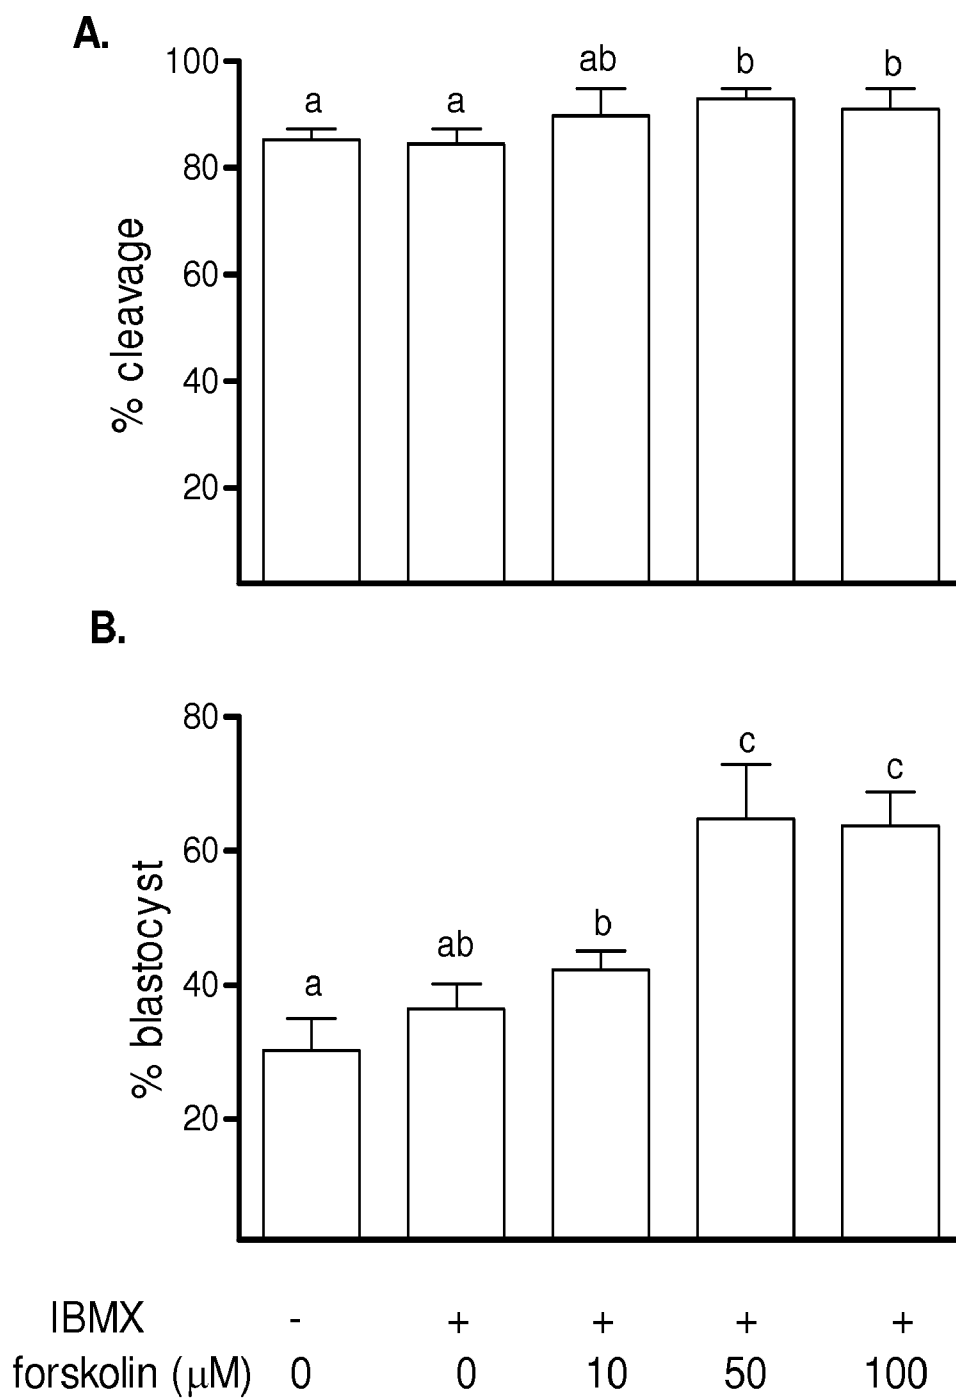 A.
100
80
60
40
20
% cleavage
a a ab b b
B.
80
60
40
20
% blastocyst
a ab b c c
IBMX - + + + +
forskolin (µM) 0 0 10 50 100